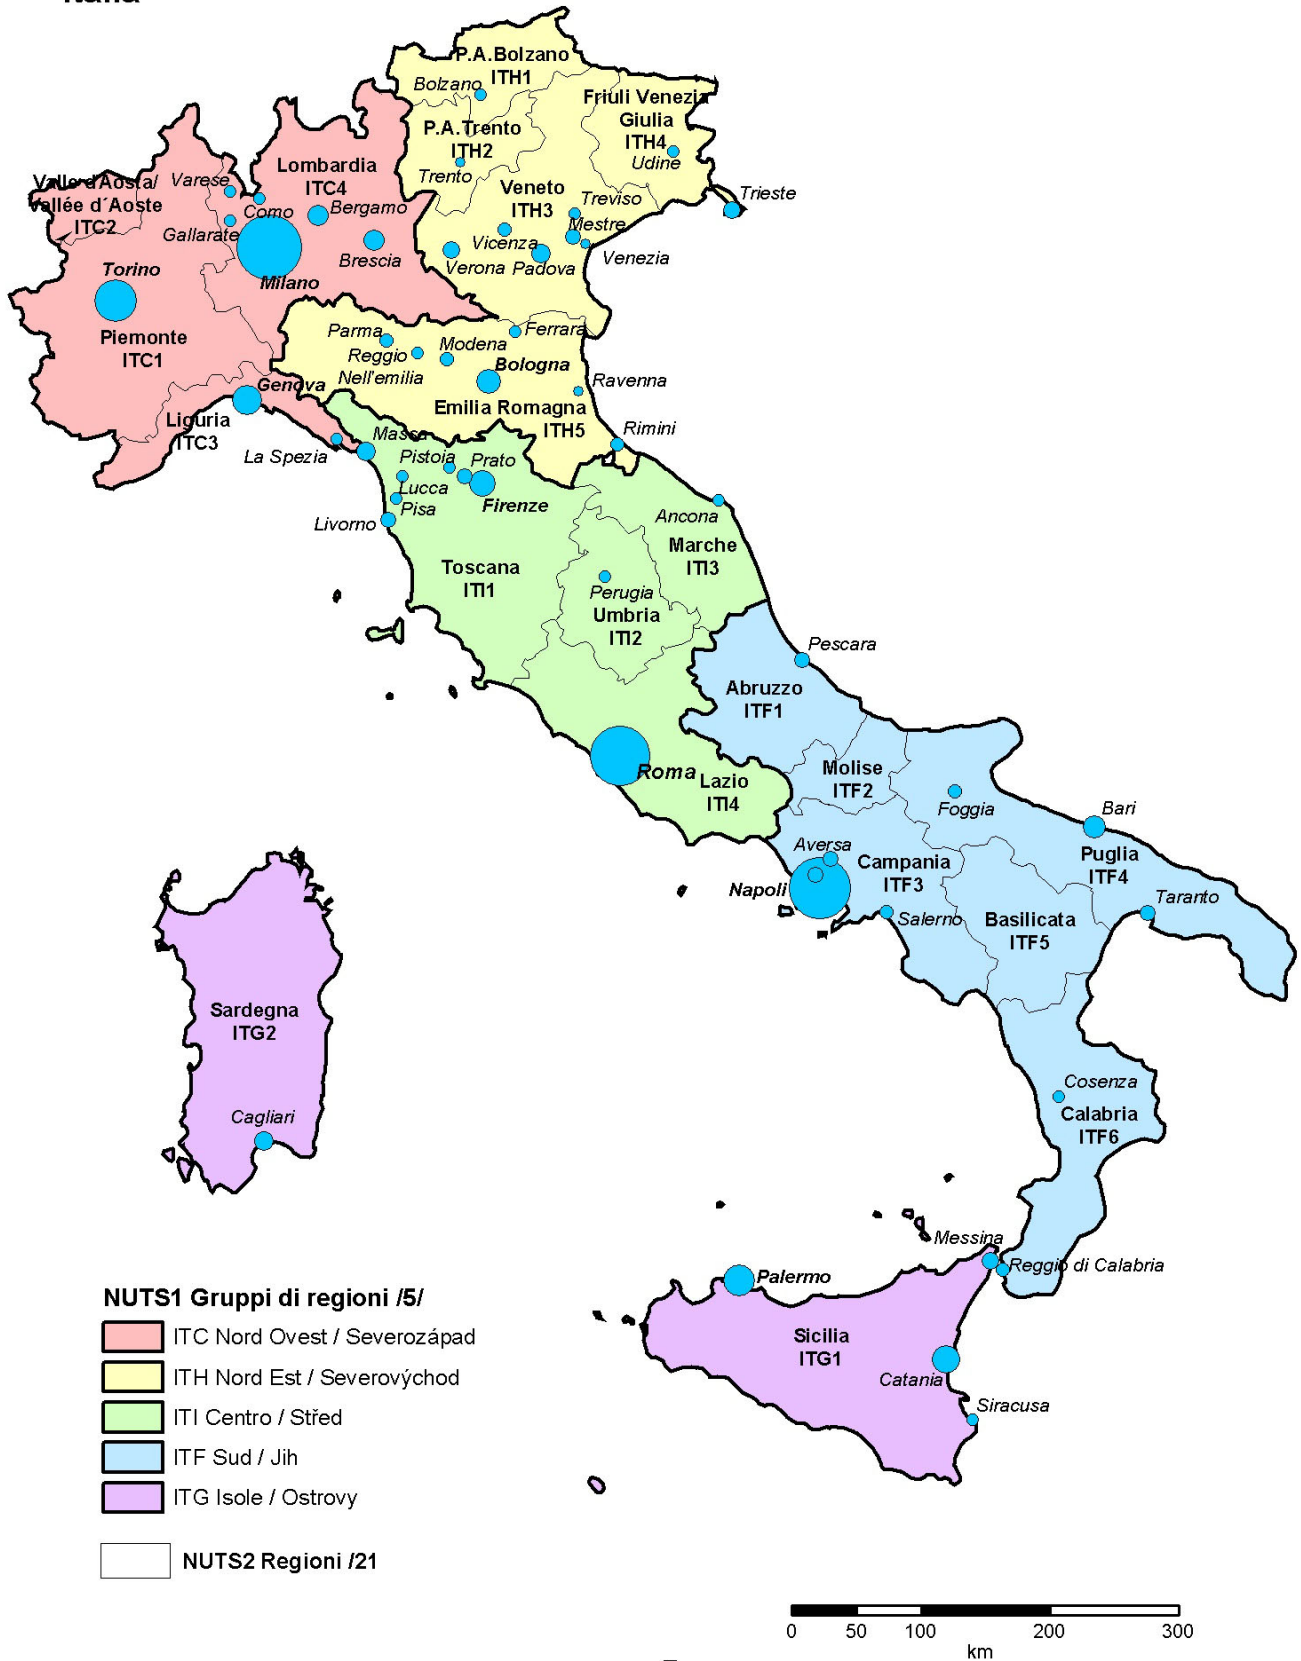 Italia
P.A.Bolzano
ITH1
Bolzano
Friuli Venezia
Giulia
ITH4
Udine
P.A.Trento
ITH2
Trento
Lombardia
ITC4
Valle d'Aosta/
Vallée d´Aoste
ITC2
Varese
Como
Bergamo
Gallarate
Brescia
Milano
Veneto
ITH3
Treviso
Trieste
Mestre
Vicenza
Venezia
Verona
Padova
Torino
Piemonte
ITC1
Parma
Ferrara
Modena
Reggio
Nell'emilia
Bologna
Ravenna
Genova
Emilia Romagna
ITH5
Liguria
ITC3
Rimini
La Spezia
Massa
Pistoia
Prato
Lucca
Pisa
Firenze
Livorno
Ancona
Marche
ITI3
Toscana
ITI1
Perugia
Umbria
ITI2
Pescara
Abruzzo
ITF1
Roma
Lazio
ITI4
Molise
ITF2
Foggia
Bari
Aversa
Campania
ITF3
Puglia
ITF4
Napoli
Salerno
Taranto
Basilicata
ITF5
Sardegna
ITG2
Cagliari
Cosenza
Calabria
ITF6
Messina
Reggio di Calabria
Palermo
Sicilia
ITG1
Catania
Siracusa
NUTS1 Gruppi di regioni /5/
ITC Nord Ovest / Severozápad
ITH Nord Est / Severovýchod
ITI Centro / Střed
ITF Sud / Jih
ITG Isole / Ostrovy
NUTS2 Regioni /21
0 50 100 200 300
km